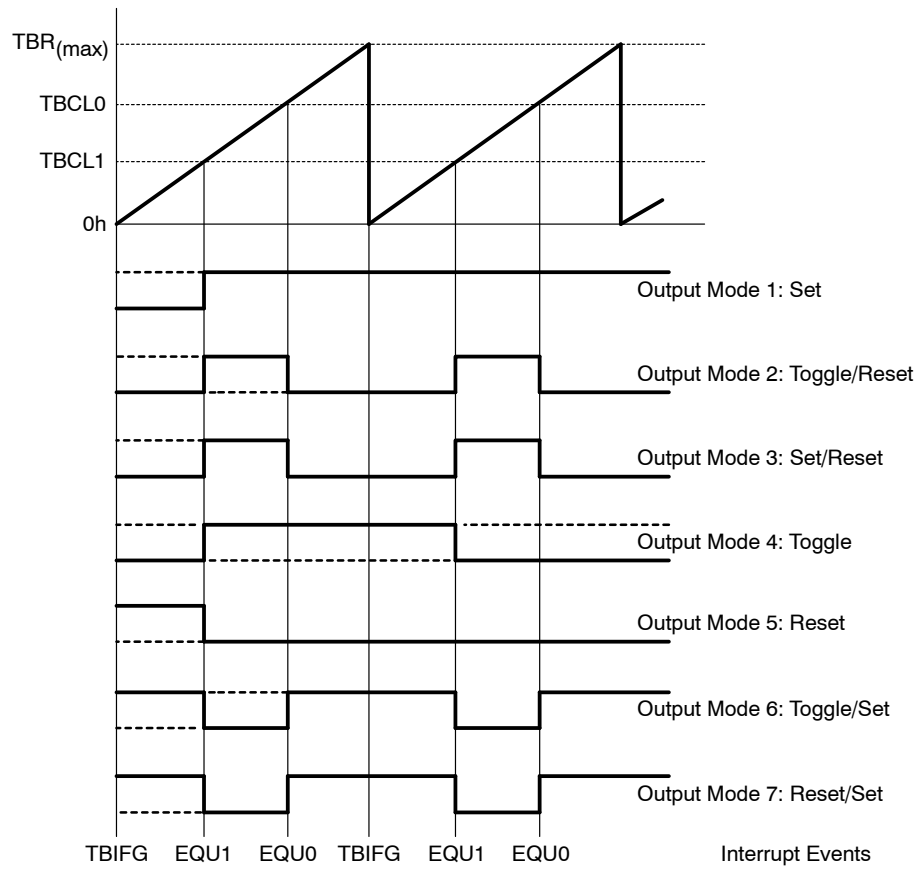 TBR(max)
TBCL0
TBCL1
0h
Output Mode 1: Set
Output Mode 2: Toggle/Reset
Output Mode 3: Set/Reset
Output Mode 4: Toggle
Output Mode 5: Reset
Output Mode 6: Toggle/Set
Output Mode 7: Reset/Set
TBIFG EQU1 EQU0 TBIFG EQU1 EQU0 Interrupt Events